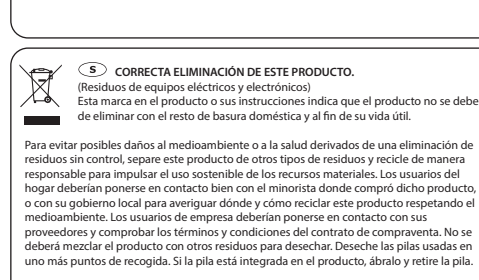 S CORRECTA ELIMINACIÓN DE ESTE PRODUCTO.
(Residuos de equipos eléctricos y electrónicos)
Esta marca en el producto o sus instrucciones indica que el producto no se debe
de eliminar con el resto de basura doméstica y al fin de su vida útil.
Para evitar posibles daños al medioambiente o a la salud derivados de una eliminación de
residuos sin control, separe este producto de otros tipos de residuos y recicle de manera
responsable para impulsar el uso sostenible de los recursos materiales. Los usuarios del
hogar deberían ponerse en contacto bien con el minorista donde compró dicho producto,
o con su gobierno local para averiguar dónde y cómo reciclar este producto respetando el
medioambiente. Los usuarios de empresa deberían ponerse en contacto con sus
proveedores y comprobar los términos y condiciones del contrato de compraventa. No se
deberá mezclar el producto con otros residuos para desechar. Deseche las pilas usadas en
uno más puntos de recogida. Si la pila está integrada en el producto, ábralo y retire la pila.